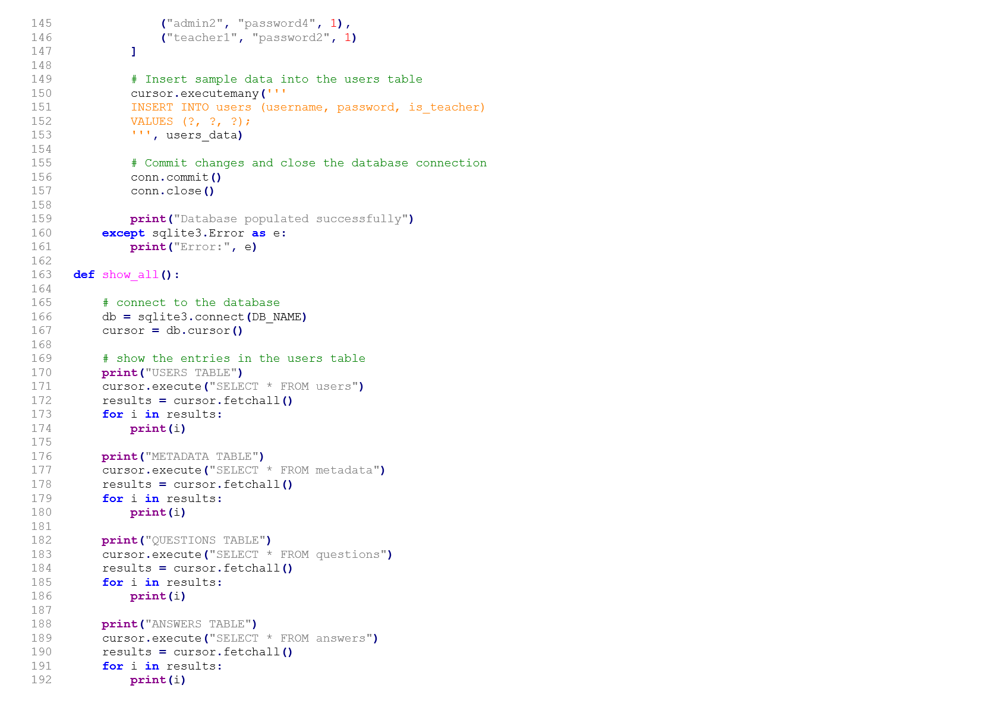 145 ("admin2", "password4", 1),
146 ("teacher1", "password2", 1)
147 ]
148
149 # Insert sample data into the users table
150 cursor.executemany('''
151 INSERT INTO users (username, password, is_teacher)
152 VALUES (?, ?, ?);
153 ''', users_data)
154
155 # Commit changes and close the database connection
156 conn.commit()
157 conn.close()
158
159 print("Database populated successfully")
160 except sqlite3.Error as e:
161 print("Error:", e)
162
163 def show_all():
164
165 # connect to the database
166 db = sqlite3.connect(DB_NAME)
167 cursor = db.cursor()
168
169 # show the entries in the users table
170 print("USERS TABLE")
171 cursor.execute("SELECT * FROM users")
172 results = cursor.fetchall()
173 for i in results:
174 print(i)
175
176 print("METADATA TABLE")
177 cursor.execute("SELECT * FROM metadata")
178 results = cursor.fetchall()
179 for i in results:
180 print(i)
181
182 print("QUESTIONS TABLE")
183 cursor.execute("SELECT * FROM questions")
184 results = cursor.fetchall()
185 for i in results:
186 print(i)
187
188 print("ANSWERS TABLE")
189 cursor.execute("SELECT * FROM answers")
190 results = cursor.fetchall()
191 for i in results:
192 print(i)